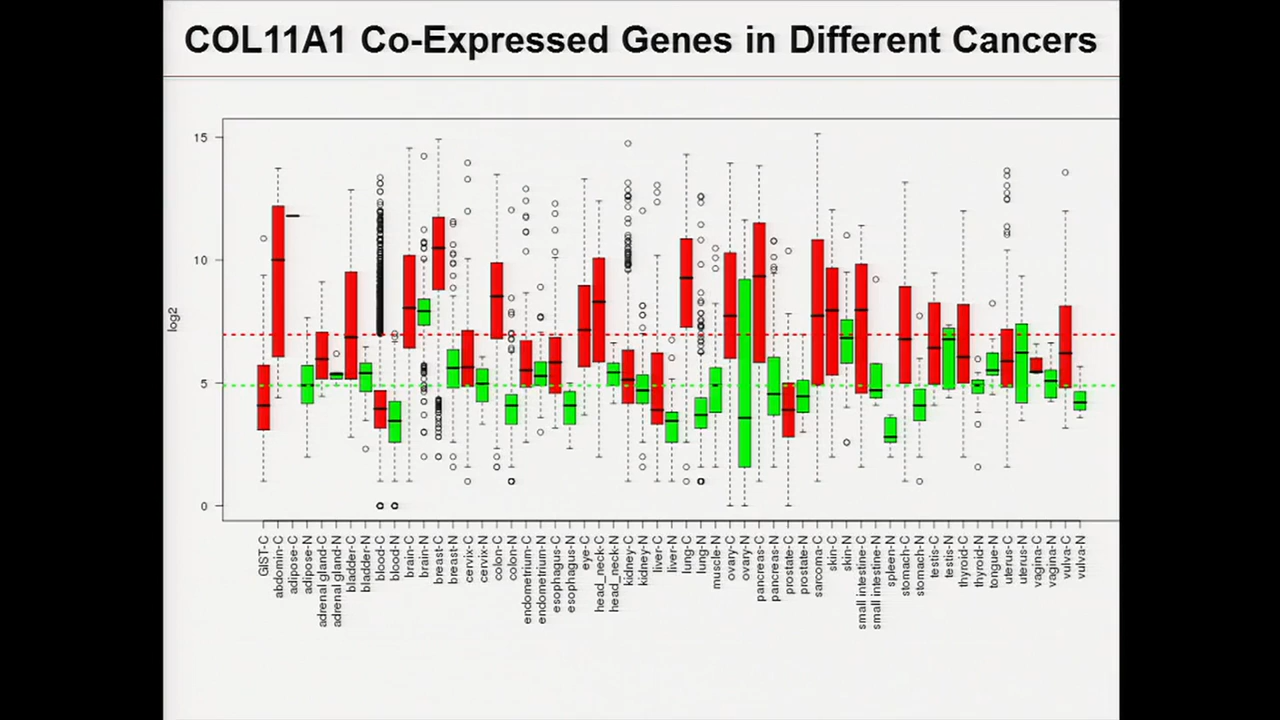 COL11A1 Co-Expressed Genes in Different Cancers
15
10
5
0
log2
GIST-C
abdomin-C
adipose-C
adipose-N
adrenal gland-C
adrenal gland-N
bladder-C
bladder-N
blood-C
blood-N
brain-C
brain-N
breast-C
breast-N
cervix-C
cervix-N
colon-C
colon-N
endometrium-C
endometrium-N
esophagus-C
esophagus-N
eye-C
head_neck-C
head_neck-N
kidney-C
kidney-N
liver-C
liver-N
lung-C
lung-N
muscle-N
ovary-C
ovary-N
pancreas-C
pancreas-N
prostate-C
prostate-N
sarcoma-C
skin-C
skin-N
small intestine-C
small intestine-N
spleen-N
stomach-C
stomach-N
testis-C
testis-N
thyroid-C
thyroid-N
tongue-N
uterus-C
uterus-N
vagina-C
vagina-N
vulva-C
vulva-N